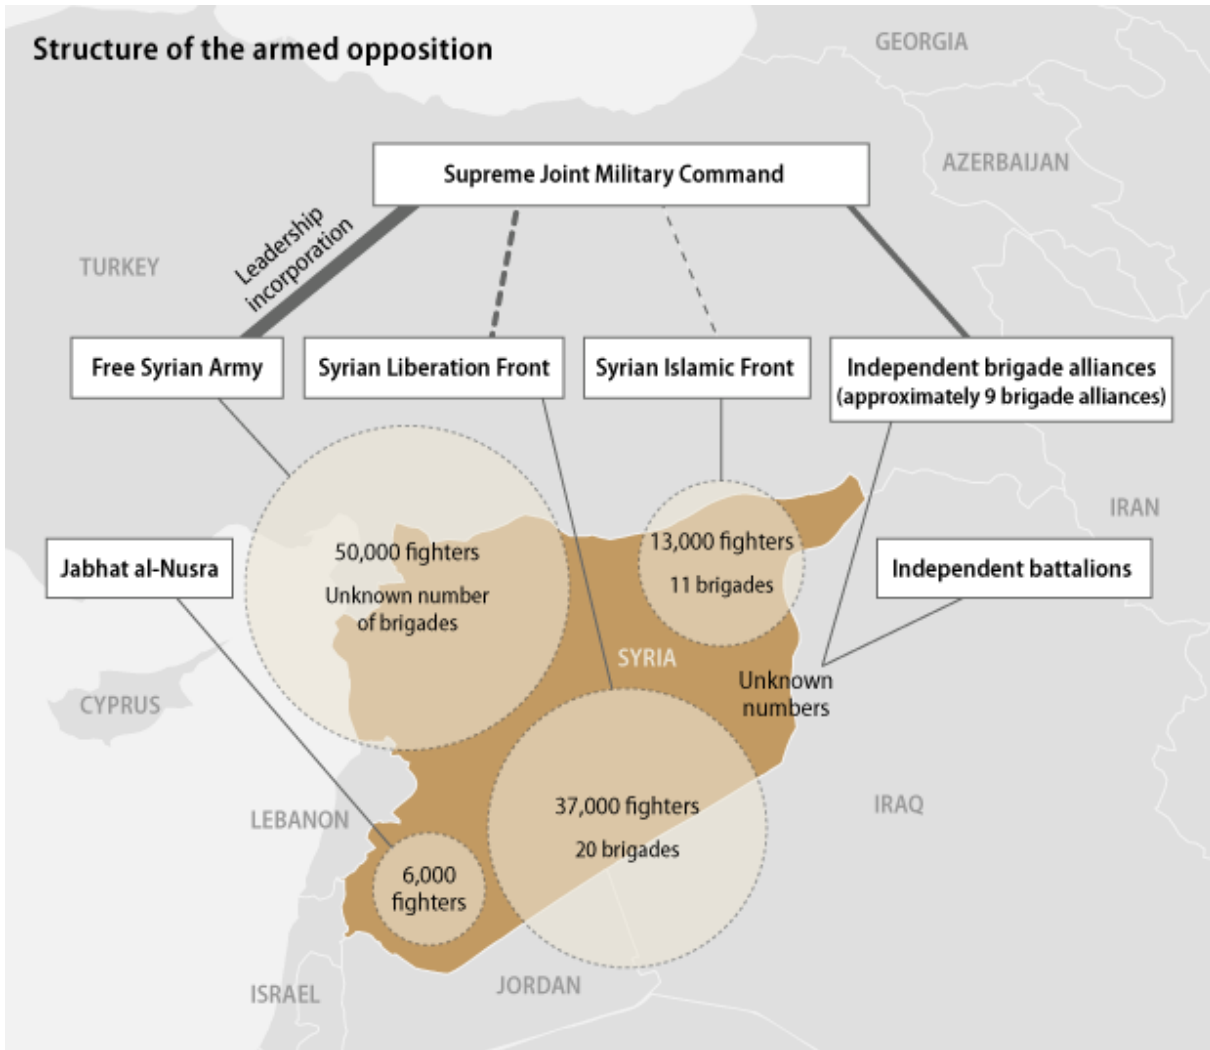 Structure of the armed opposition
GEORGIA
AZERBAIJAN
Supreme Joint Military Command
Leadership
incorporation
TURKEY
Free Syrian Army
Syrian Liberation Front
Syrian Islamic Front
Independent brigade alliances
(approximately 9 brigade alliances)
IRAN
50,000 fighters
Unknown number
of brigades
13,000 fighters
11 brigades
Jabhat al-Nusra
Independent battalions
SYRIA
Unknown
numbers
CYPRUS
37,000 fighters
20 brigades
IRAQ
LEBANON
6,000
fighters
ISRAEL
JORDAN